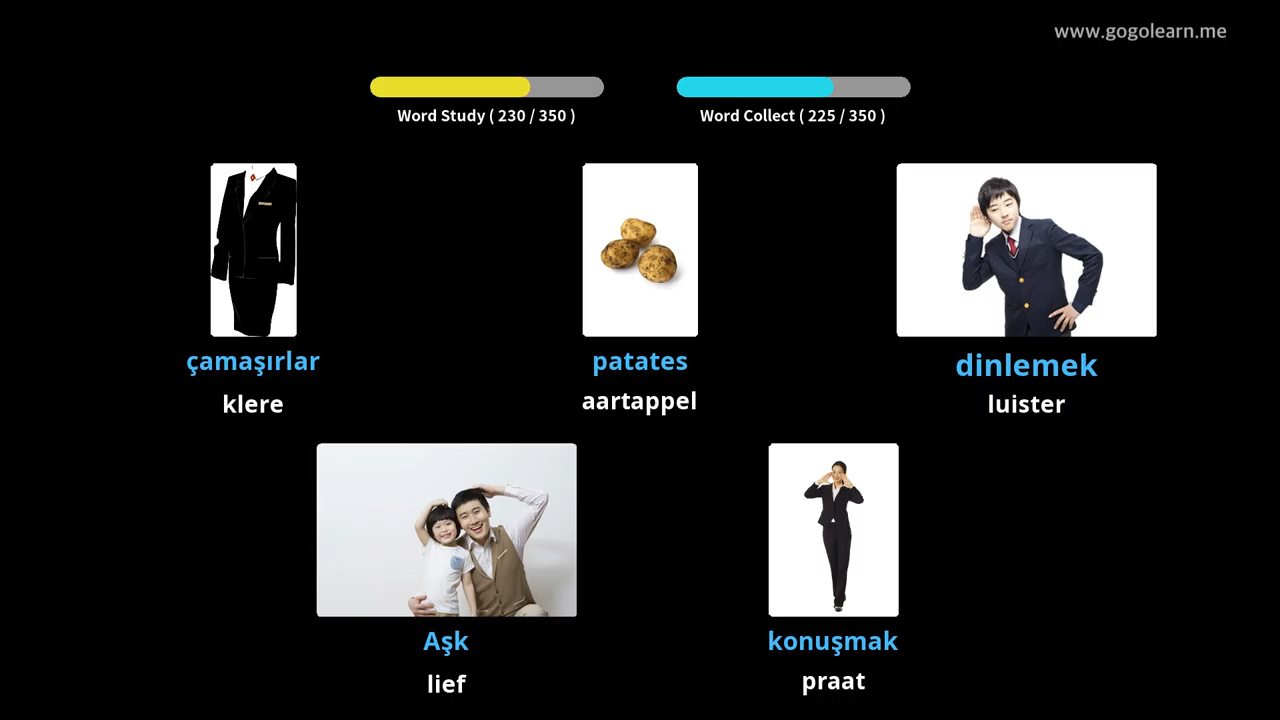 www.gogolearn.me
Word Study ( 230 / 350 )
Word Collect ( 225 / 350 )
çamaşırlar
klere
patates
aartappel
dinlemek
luister
Aşk
lief
konuşmak
praat